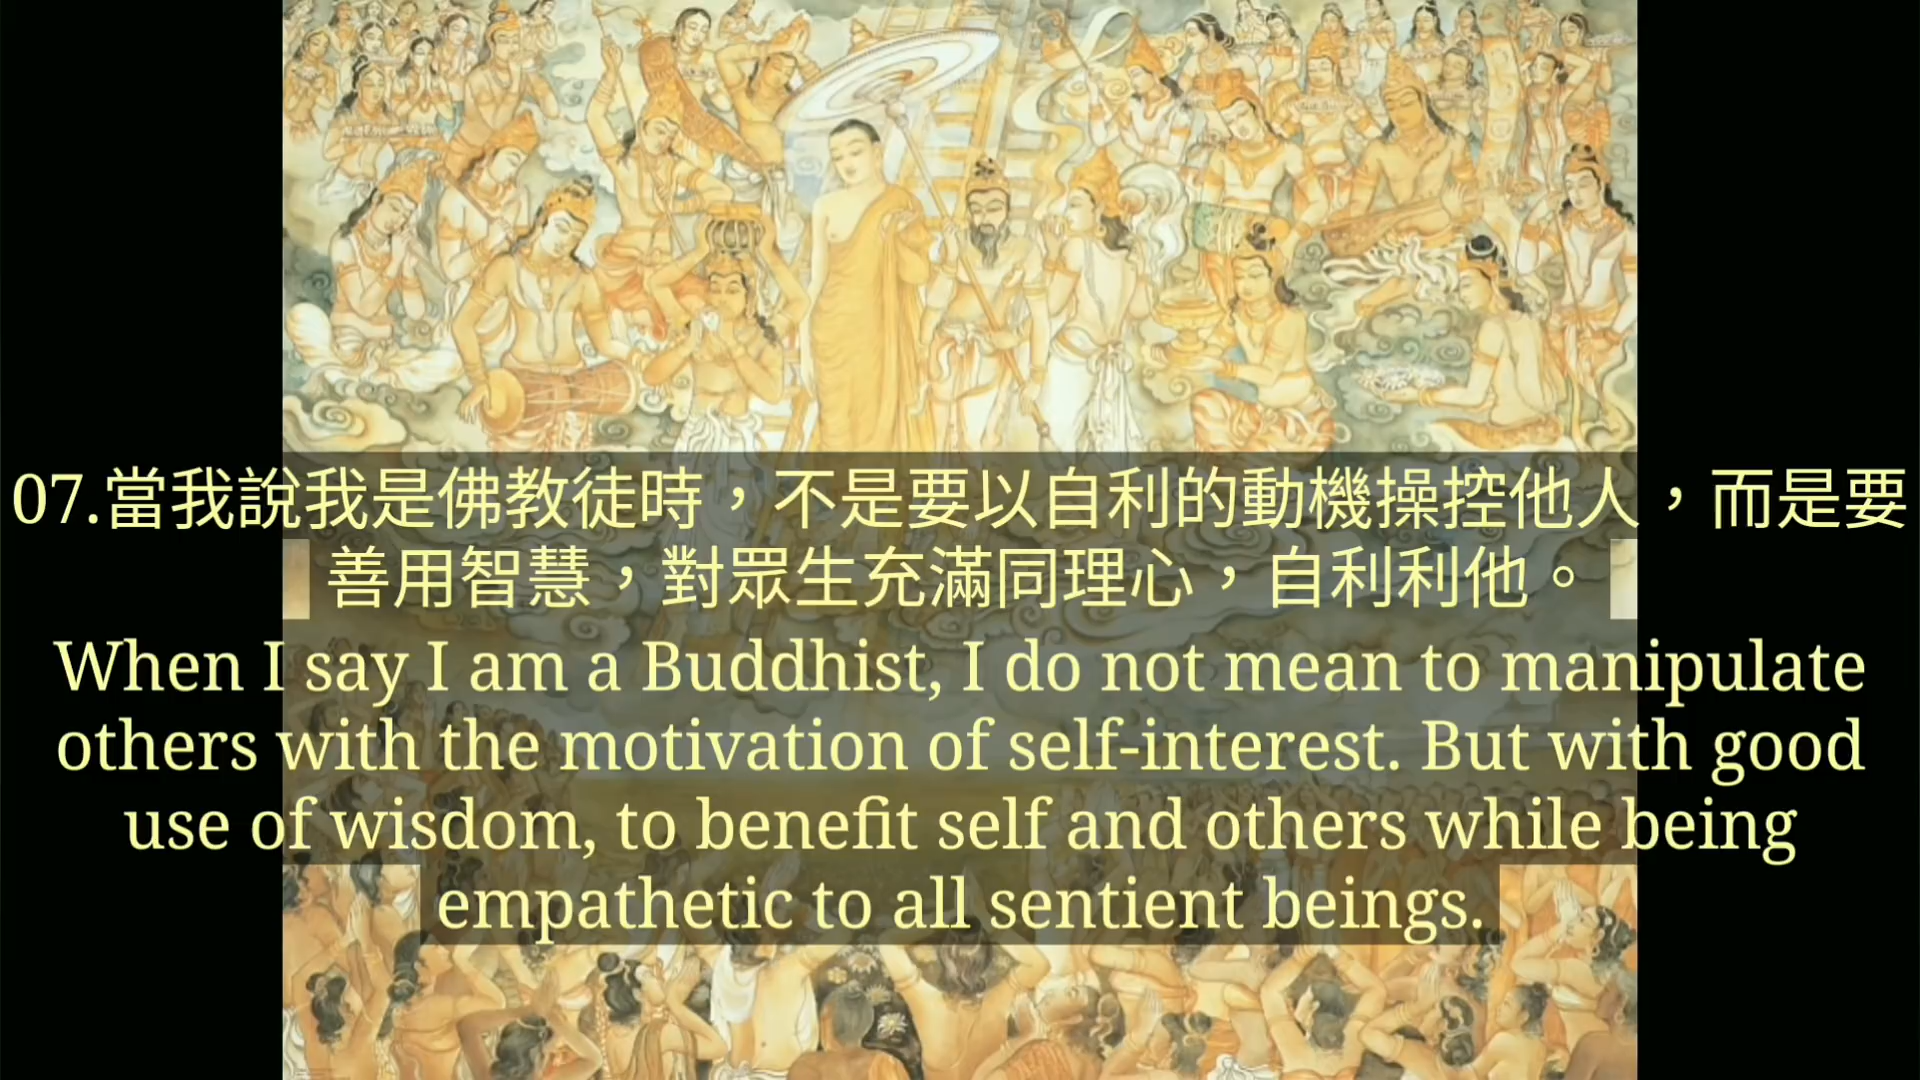 07.當我說我是佛教徒時，不是要以自利的動機操控他人，而是要
善用智慧，對眾生充滿同理心，自利利他。
When I say I am a Buddhist, I do not mean to manipulate
others with the motivation of self-interest. But with good
use of wisdom, to benefit self and others while being
empathetic to all sentient beings.